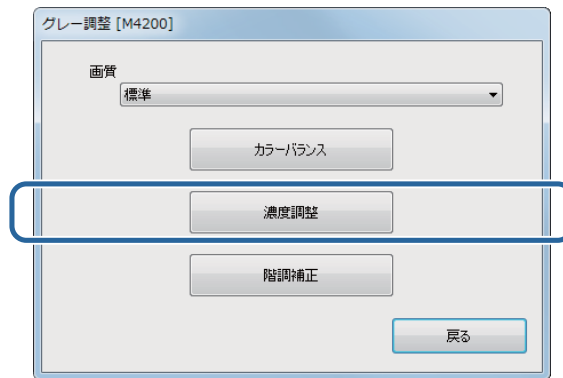 グレー調整 [M4200]
画質
標準
カラーバランス
濃度調整
階調補正
戻る